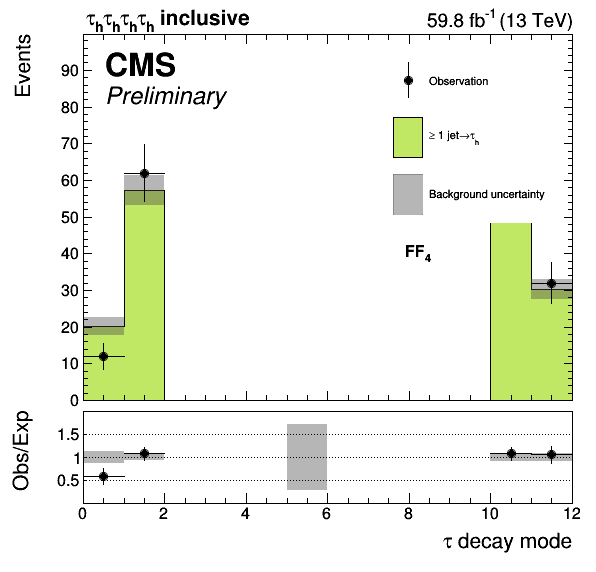 τhτhτhτh inclusive
59.8 fb⁻¹ (13 TeV)
Events
CMS
Preliminary
90
80
70
60
50
40
30
20
10
0
Observation
≥ 1 jet→τh
Background uncertainty
FF4
Obs/Exp
1.5
1
0.5
0 2 4 6 8 10 12
τ decay mode